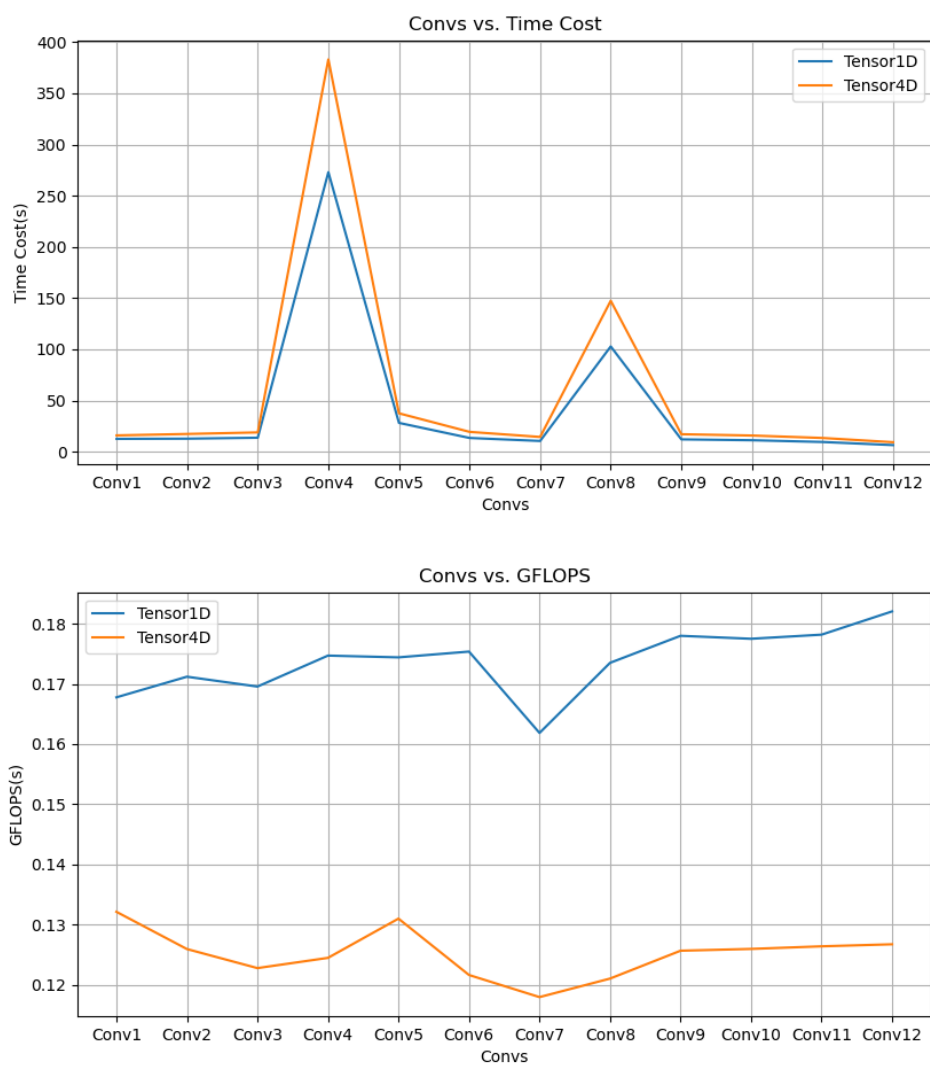 Convs vs. Time Cost
400
350
300
250
200
150
100
50
0
Time Cost(s)
Tensor1D
Tensor4D
Conv1 Conv2 Conv3 Conv4 Conv5 Conv6 Conv7 Conv8 Conv9 Conv10 Conv11 Conv12
Convs
Convs vs. GFLOPS
0.18
0.17
0.16
0.15
0.14
0.13
0.12
GFLOPS(s)
Tensor1D
Tensor4D
Conv1 Conv2 Conv3 Conv4 Conv5 Conv6 Conv7 Conv8 Conv9 Conv10 Conv11 Conv12
Convs